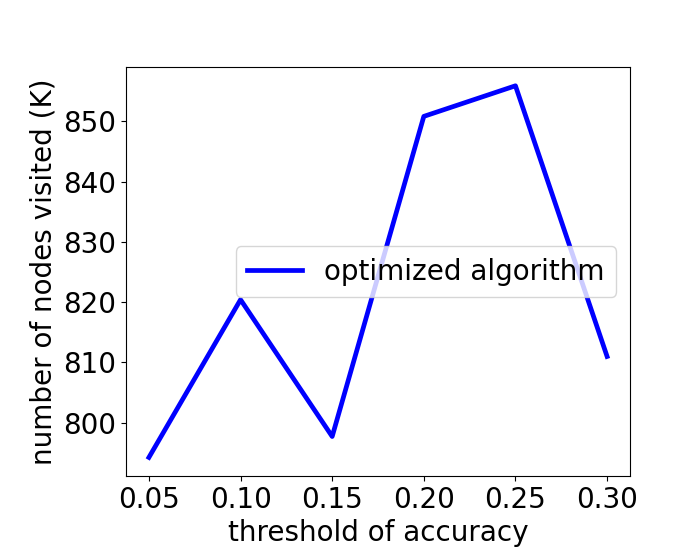 number of nodes visited (K)
850
840
830
820
810
800
optimized algorithm
0.05 0.10 0.15 0.20 0.25 0.30
threshold of accuracy